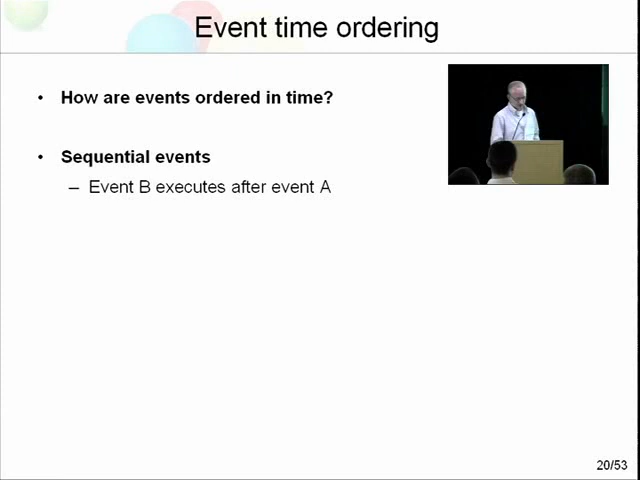 Event time ordering
• How are events ordered in time?
• Sequential events
– Event B executes after event A
20/53